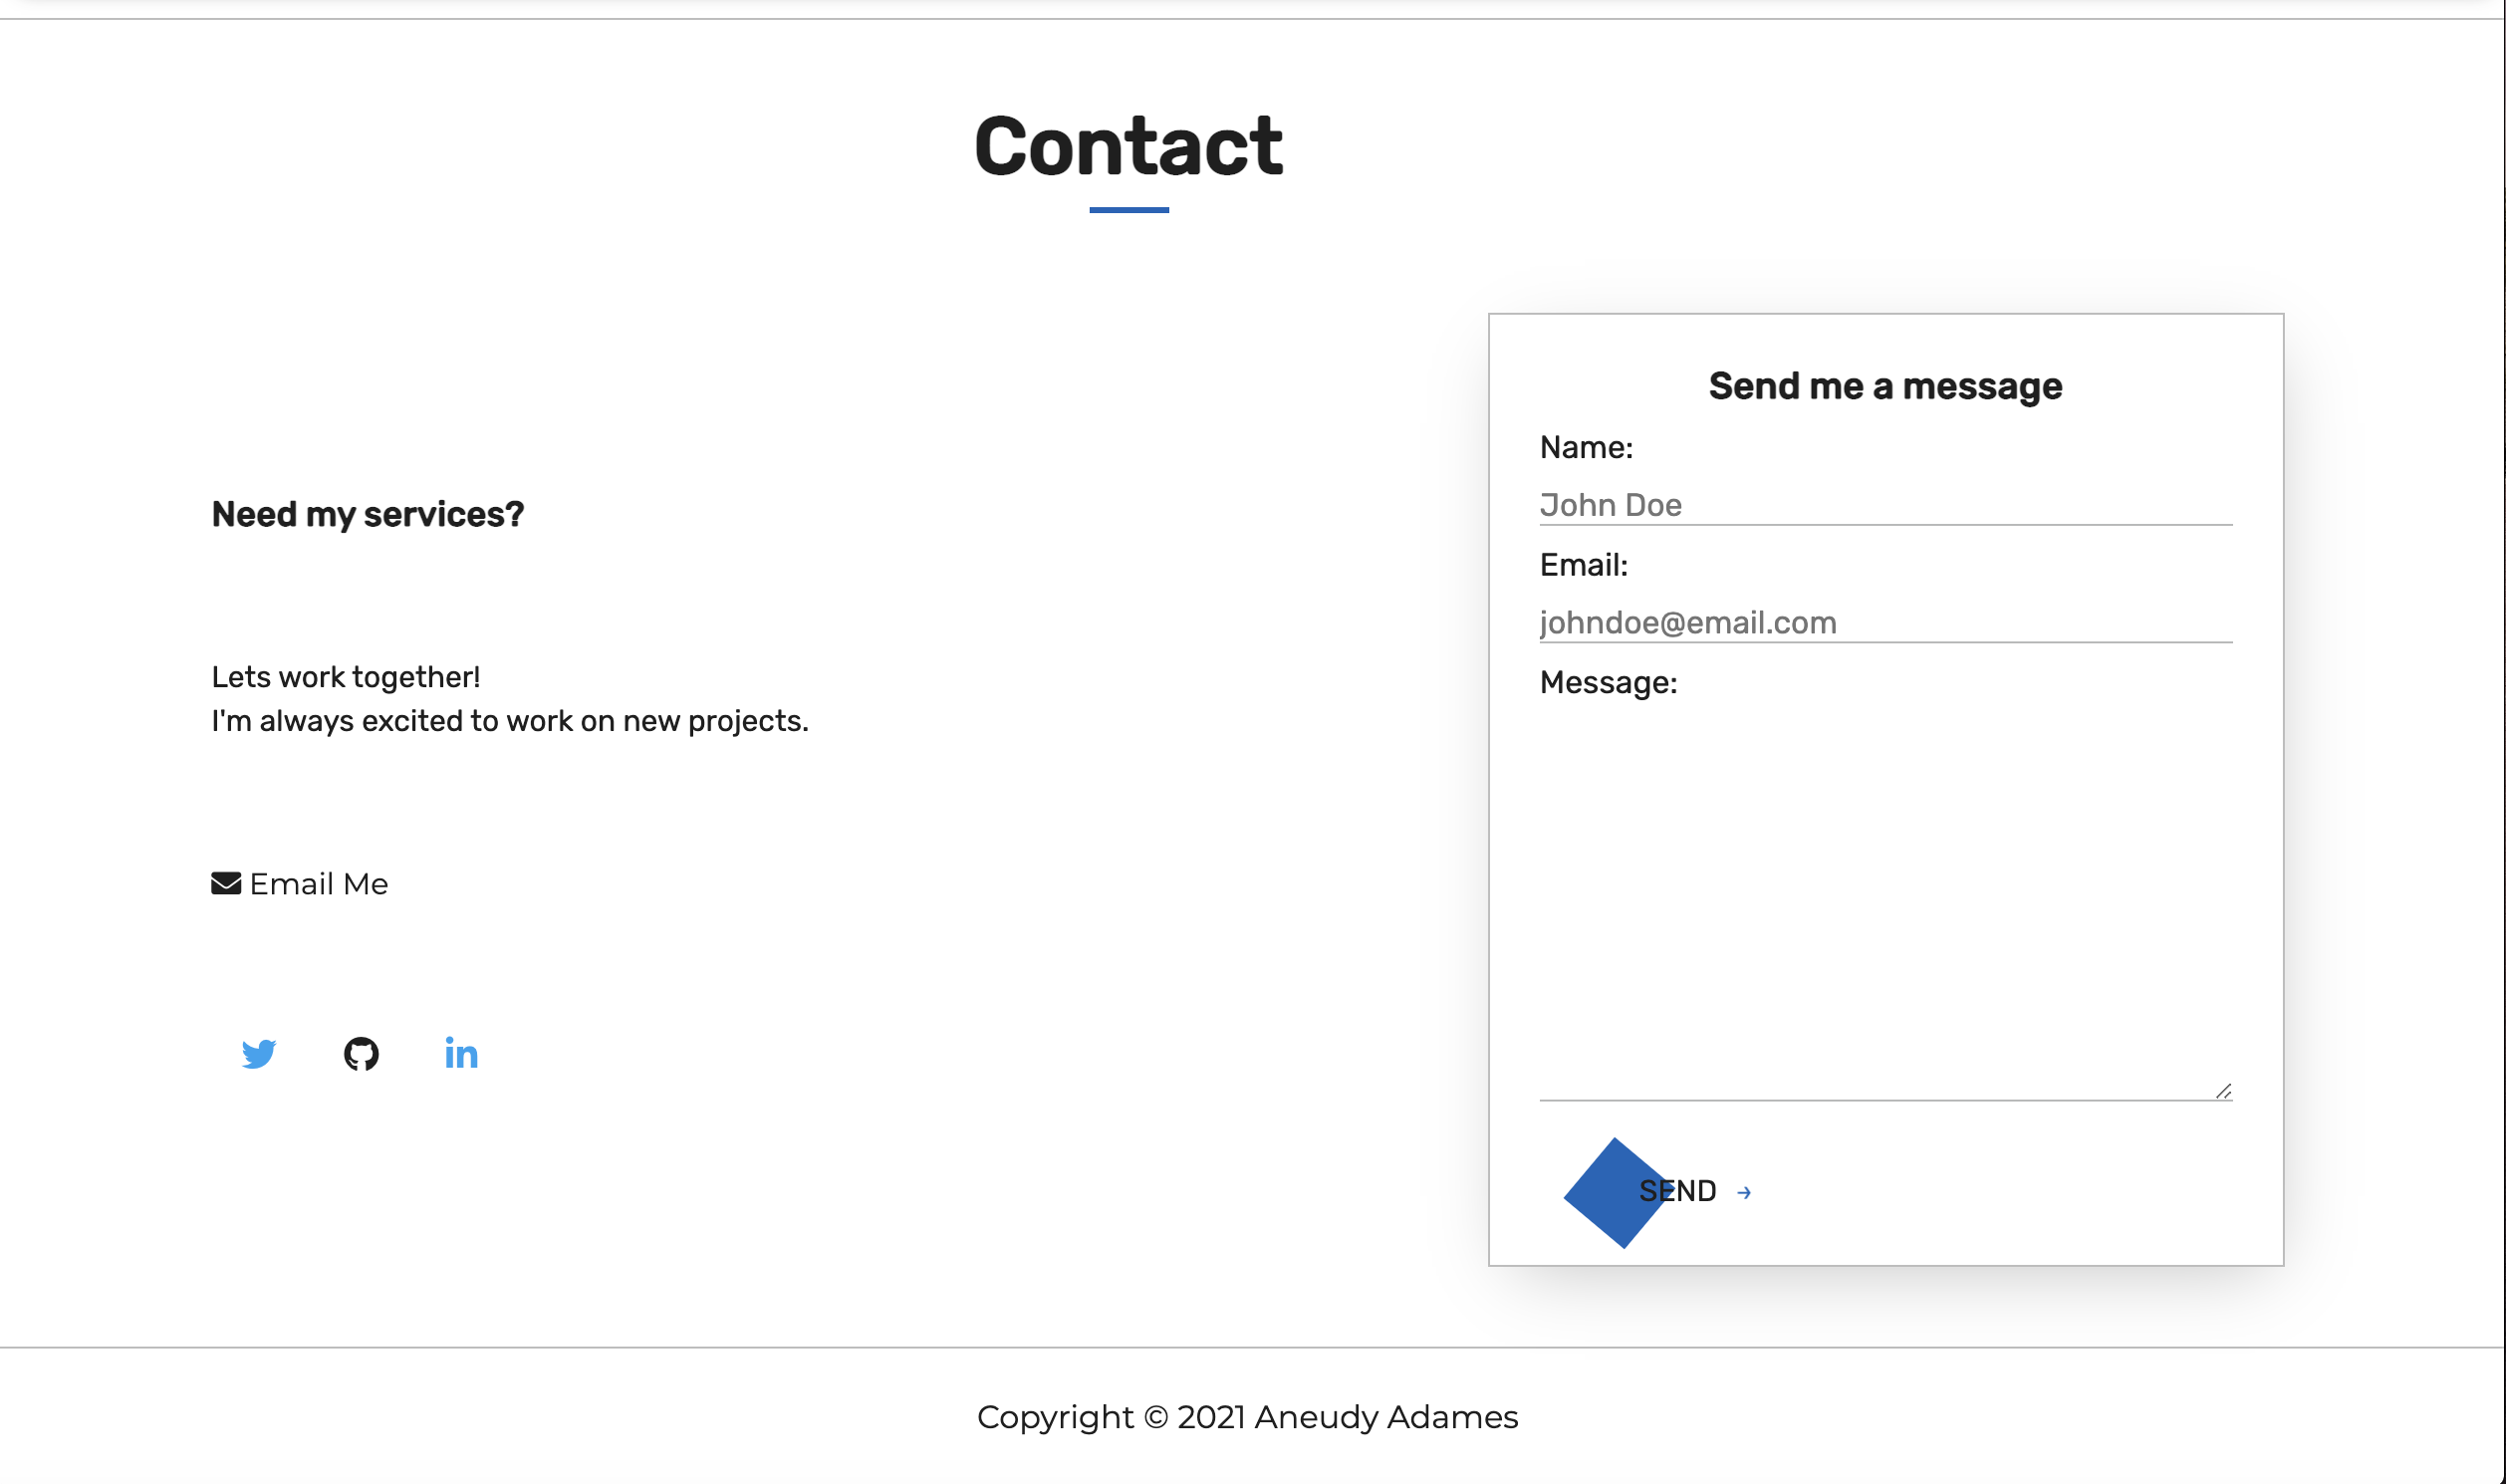 Contact
Need my services?
Lets work together!
I'm always excited to work on new projects.
Email Me
in
Send me a message
Name:
John Doe
Email:
johndoe@email.com
Message:
SEND →
Copyright © 2021 Aneudy Adames